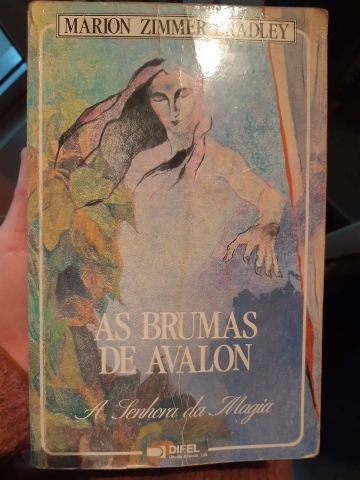 MARION ZIMMER BRADLEY
AS BRUMAS
DE AVALON
A Senhora da Magia
DIFEL